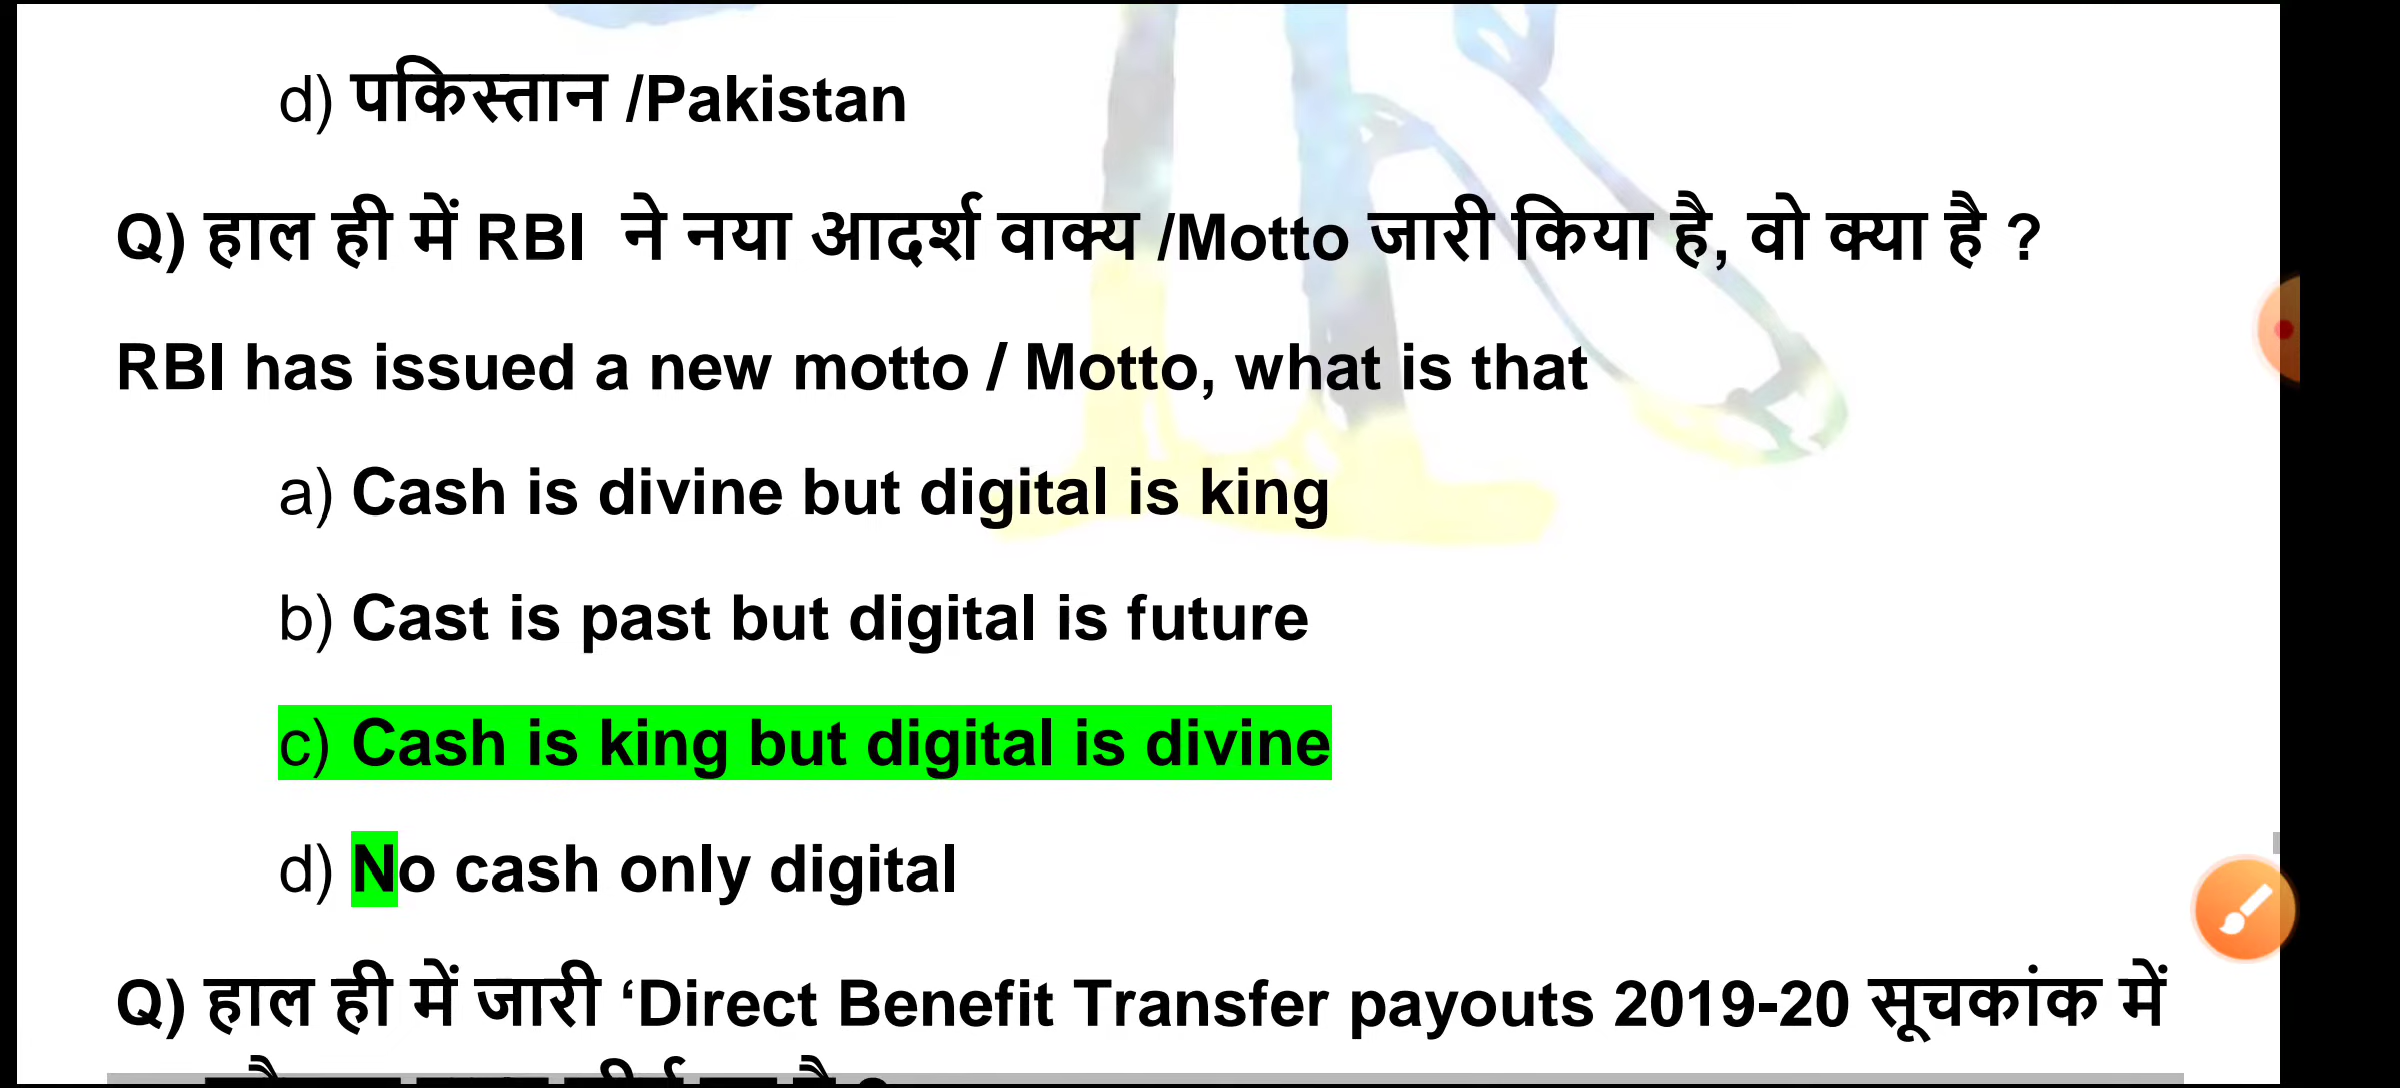 d) पकिस्तान /Pakistan
Q) हाल ही में RBI ने नया आदर्श वाक्य /Motto जारी किया है, वो क्या है ?
RBI has issued a new motto / Motto, what is that
a) Cash is divine but digital is king
b) Cast is past but digital is future
c) Cash is king but digital is divine
d) No cash only digital
Q) हाल ही में जारी ‘Direct Benefit Transfer payouts 2019-20 सूचकांक में